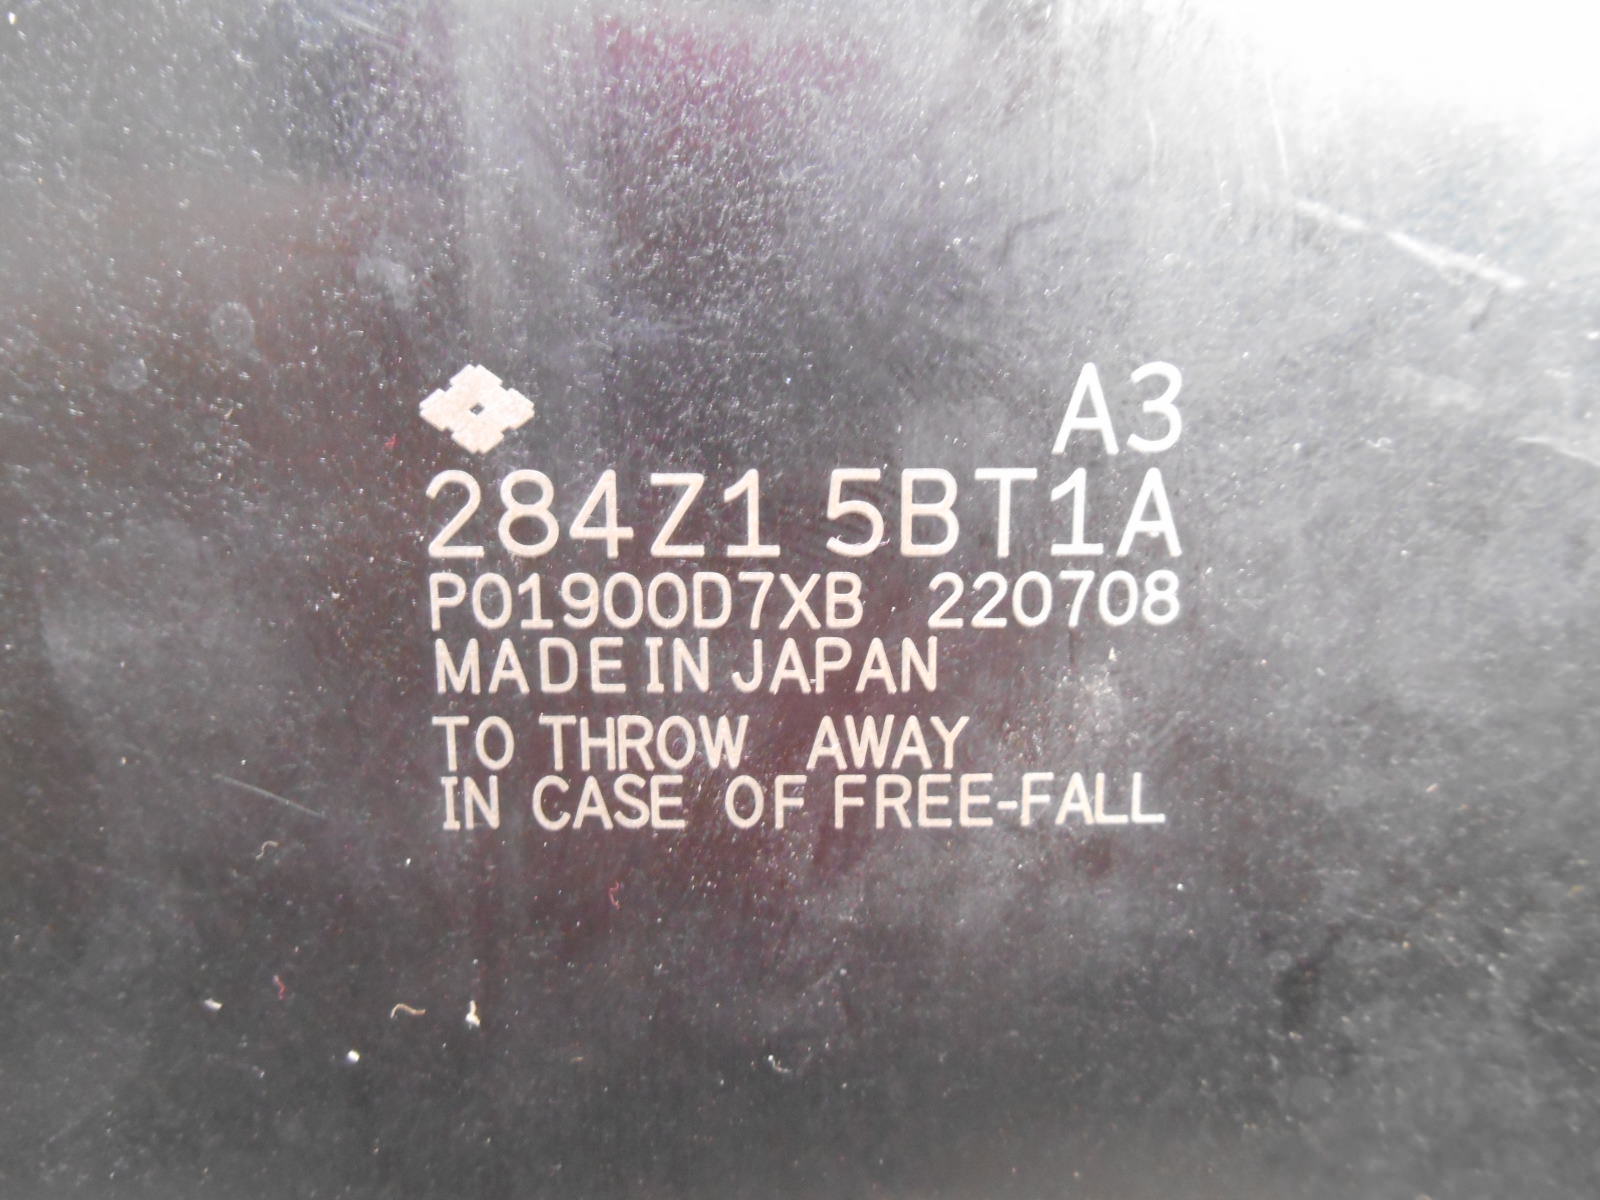 A3
284Z1 5BT1A
P01900D7XB 220708
MADE IN JAPAN
TO THROW AWAY
IN CASE OF FREE-FALL